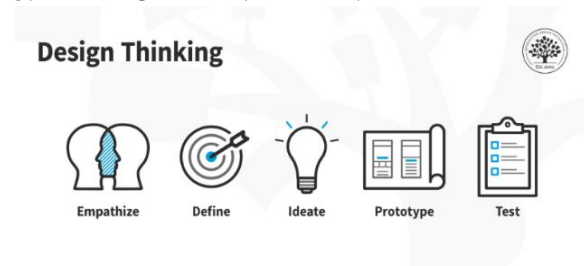 Design Thinking
Empathize
Define
Ideate
Prototype
Test